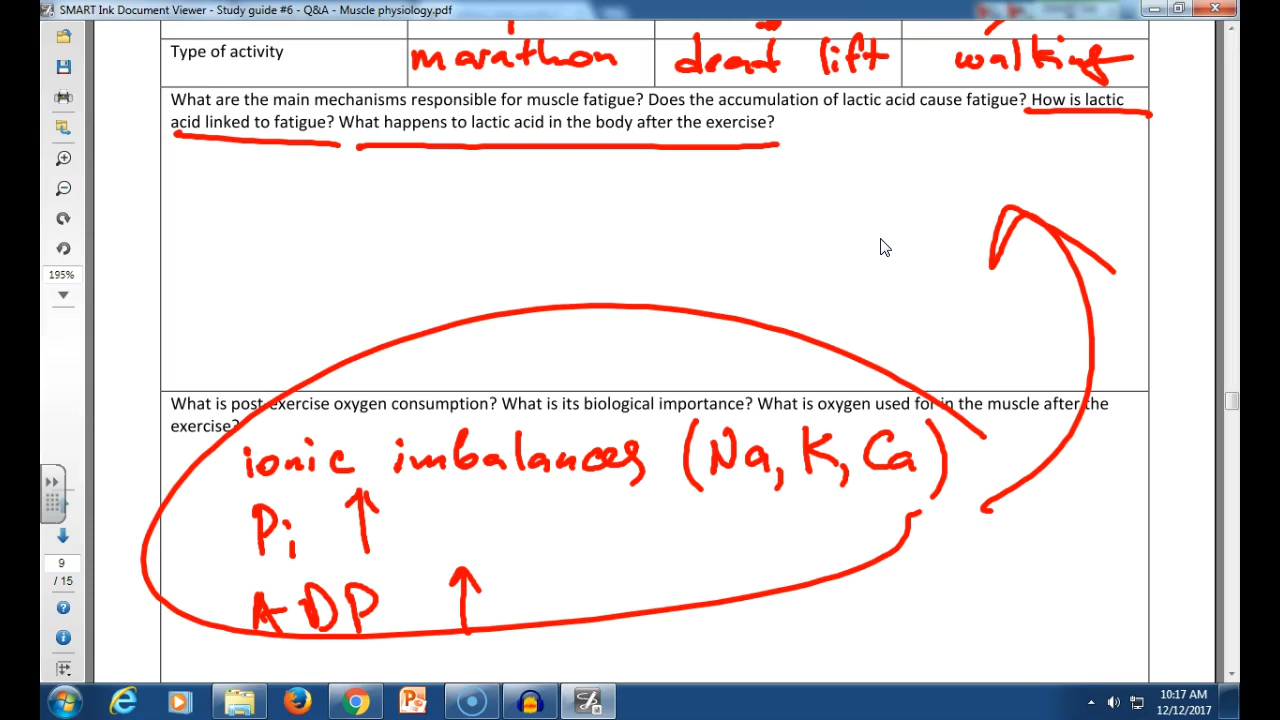 SMART Ink Document Viewer - Study guide #6 - Q&A - Muscle physiology.pdf
Type of activity
marathon
dead lift
walking
What are the main mechanisms responsible for muscle fatigue? Does the accumulation of lactic acid cause fatigue? How is lactic
acid linked to fatigue? What happens to lactic acid in the body after the exercise?
195%
What is post-exercise oxygen consumption? What is its biological importance? What is oxygen used for in the muscle after the
exercise?
ionic imbalances (Na, K, Ca)
Pi ↑
ADP ↑
9
/ 15
10:17 AM
12/12/2017